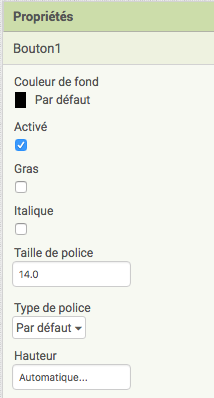 Propriétés
Bouton1
Couleur de fond
Par défaut
Activé
Gras
Italique
Taille de police
14.0
Type de police
Par défaut
Hauteur
Automatique...